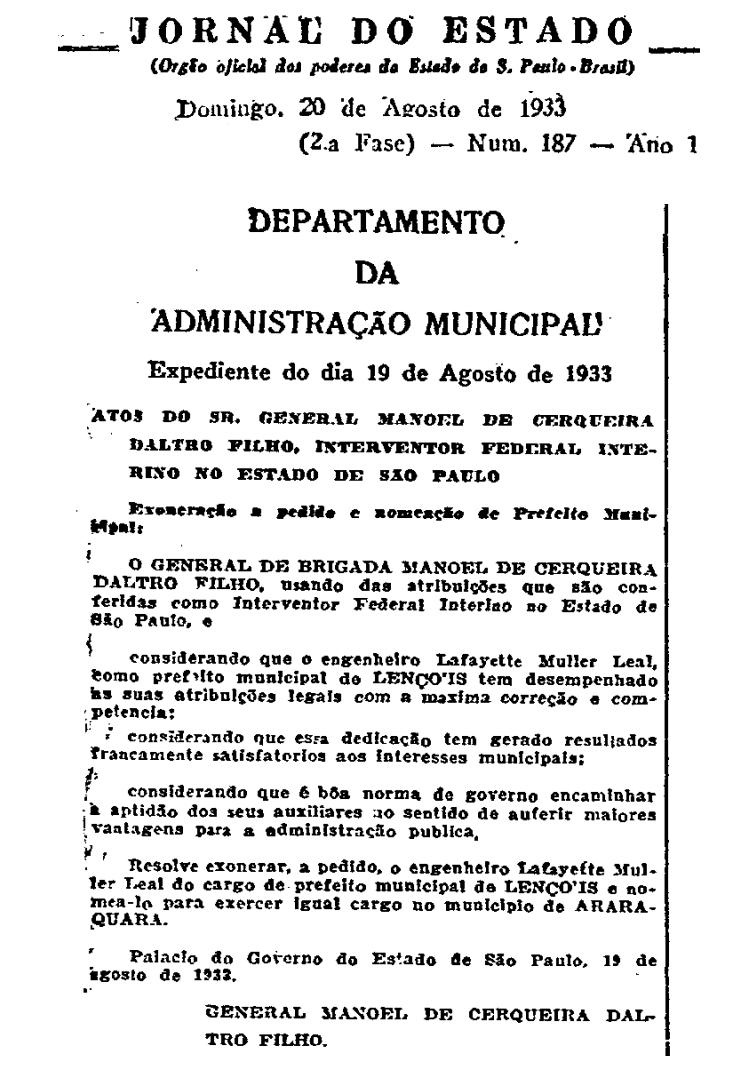 JORNAL DO ESTADO
(Orgão oficial dos poderes do Estado de S. Paulo - Brasil)
Domingo, 20 de Agosto de 1933
(2.a Fase) — Num. 187 — Ano 1
DEPARTAMENTO
DA
ADMINISTRAÇÃO MUNICIPAL
Expediente do dia 19 de Agosto de 1933
ATOS DO SR. GENERAL MANOEL DE CERQUEIRA
DALTRO FILHO, INTERVENTOR FEDERAL INTE-
RINO NO ESTADO DE SÃO PAULO
Exoneração a pedido e nomeação de Prefeito Muni-
cipal:
O GENERAL DE BRIGADA MANOEL DE CERQUEIRA
DALTRO FILHO, usando das atribuições que são con-
feridas como Interventor Federal Interino no Estado de
São Paulo, e
considerando que o engenheiro Lafayette Muller Leal,
como prefeito municipal de LENÇO'IS tem desempenhado
as suas atribuições legais com a maxima correção e com-
petencia;
considerando que essa dedicação tem gerado resultados
francamente satisfatorios aos interesses municipais;
considerando que é bôa norma de governo encaminhar
a aptidão dos seus auxiliares no sentido de auferir maiores
vantagens para a administração publica,
Resolve exonerar, a pedido, o engenheiro Lafayette Mul-
ler Leal do cargo de prefeito municipal de LENÇO'IS e no-
mea-lo para exercer igual cargo no municipio de ARARA-
QUARA.
Palacio do Governo do Estado de São Paulo, 19 de
agosto de 1933.
GENERAL MANOEL DE CERQUEIRA DAL-
TRO FILHO.